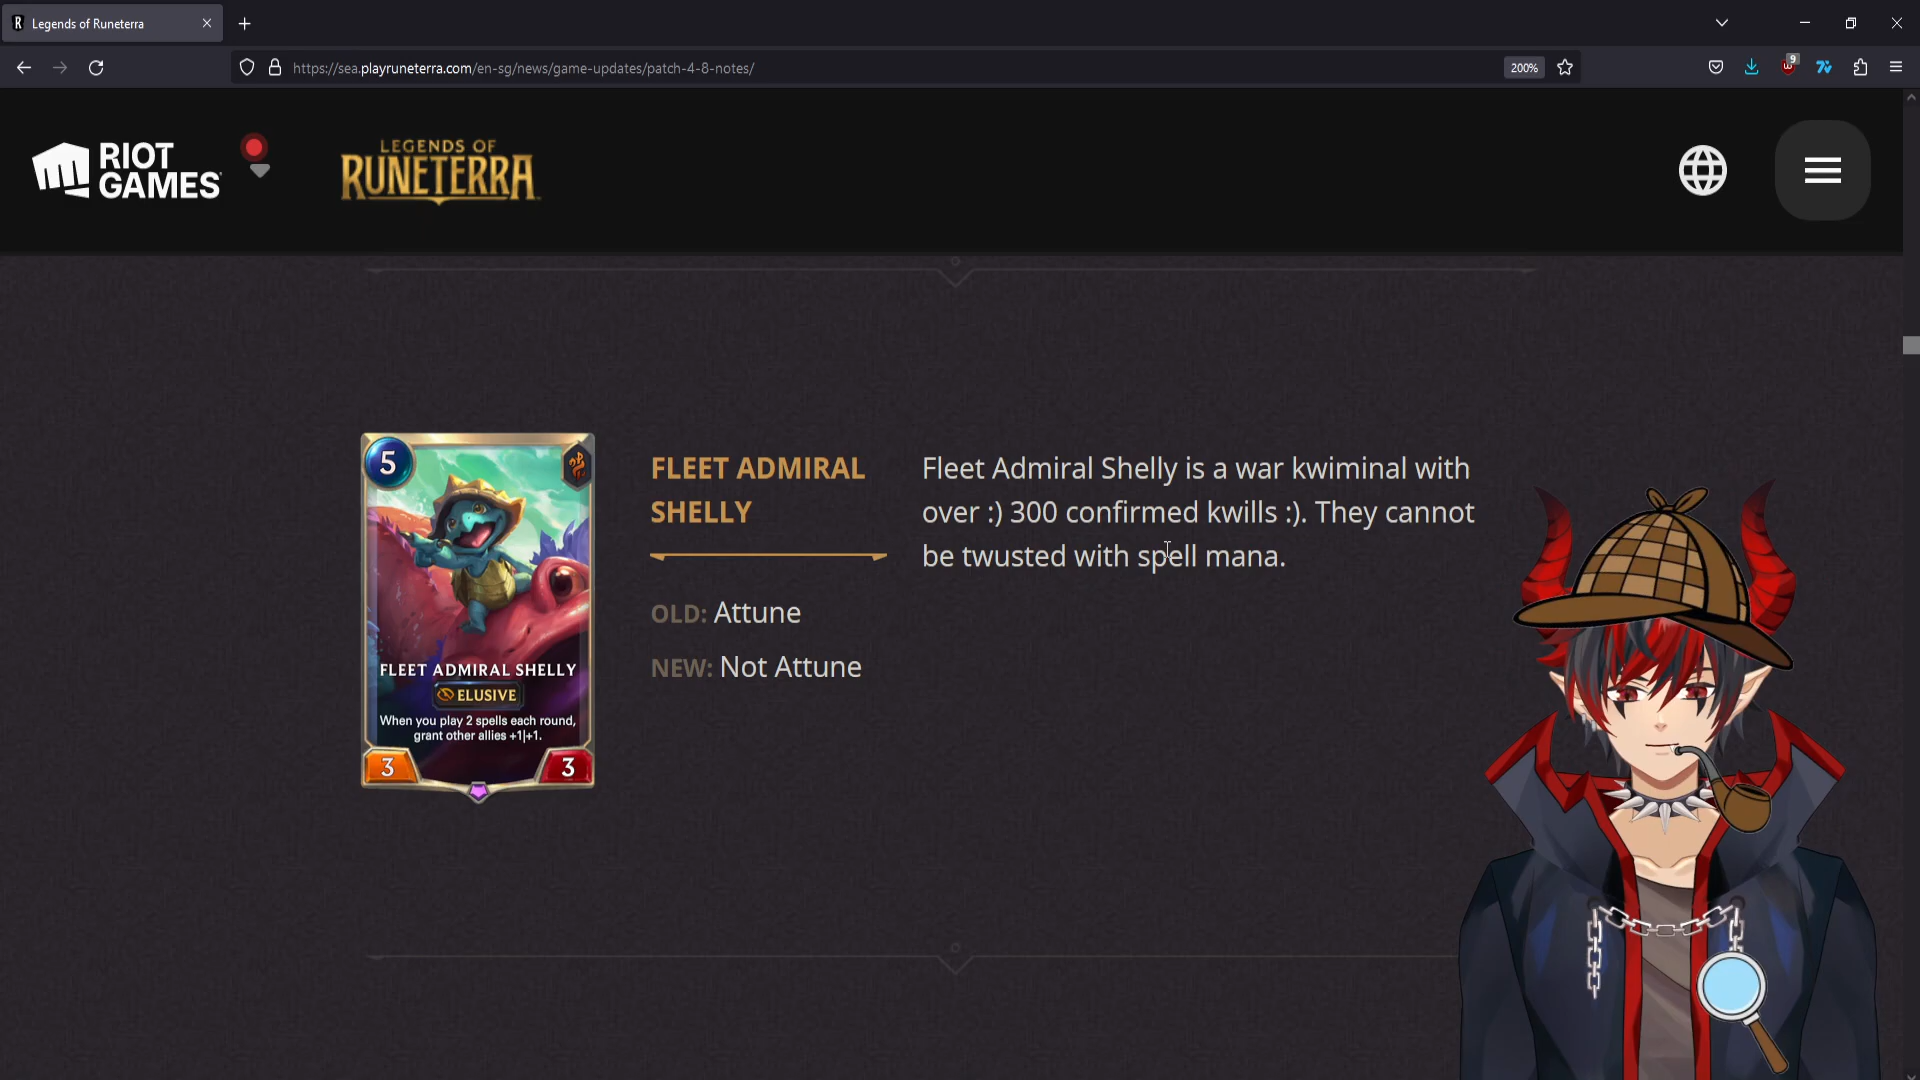 Legends of Runeterra
https://sea.playruneterra.com/en-sg/news/game-updates/patch-4-8-notes/
200%
9
RIOT
GAMES
LEGENDS OF
RUNETERRA
5
FLEET ADMIRAL SHELLY
ELUSIVE
When you play 2 spells each round,
grant other allies +1|+1.
3
3
FLEET ADMIRAL
SHELLY
OLD: Attune
NEW: Not Attune
Fleet Admiral Shelly is a war kwiminal with
over :) 300 confirmed kwills :). They cannot
be twusted with spell mana.